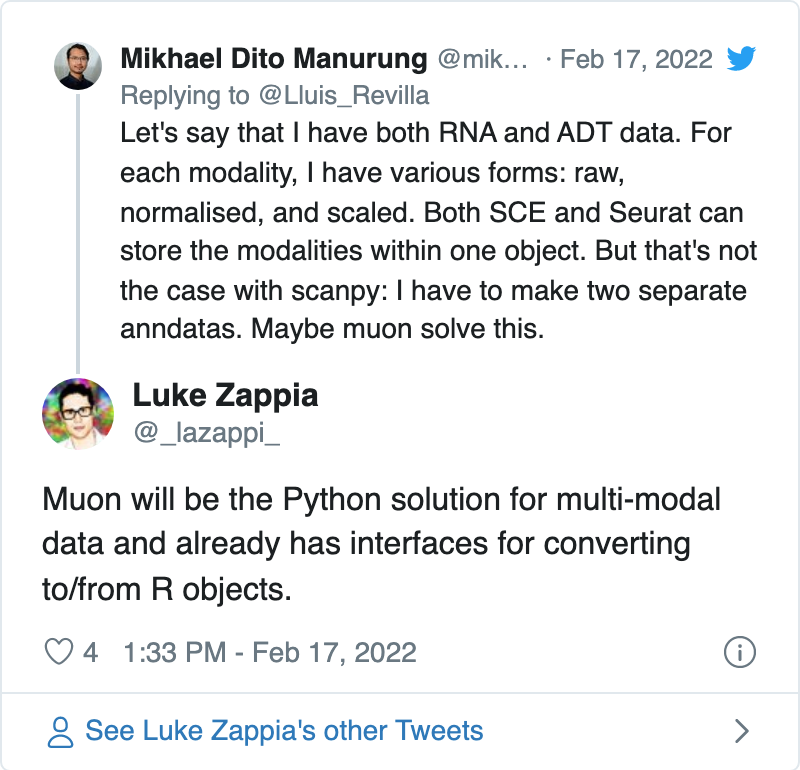 Mikhael Dito Manurung @mik... · Feb 17, 2022
Replying to @Lluis_Revilla
Let's say that I have both RNA and ADT data. For
each modality, I have various forms: raw,
normalised, and scaled. Both SCE and Seurat can
store the modalities within one object. But that's not
the case with scanpy: I have to make two separate
anndatas. Maybe muon solve this.
Luke Zappia
@_lazappi_
Muon will be the Python solution for multi-modal
data and already has interfaces for converting
to/from R objects.
4 1:33 PM - Feb 17, 2022
See Luke Zappia's other Tweets